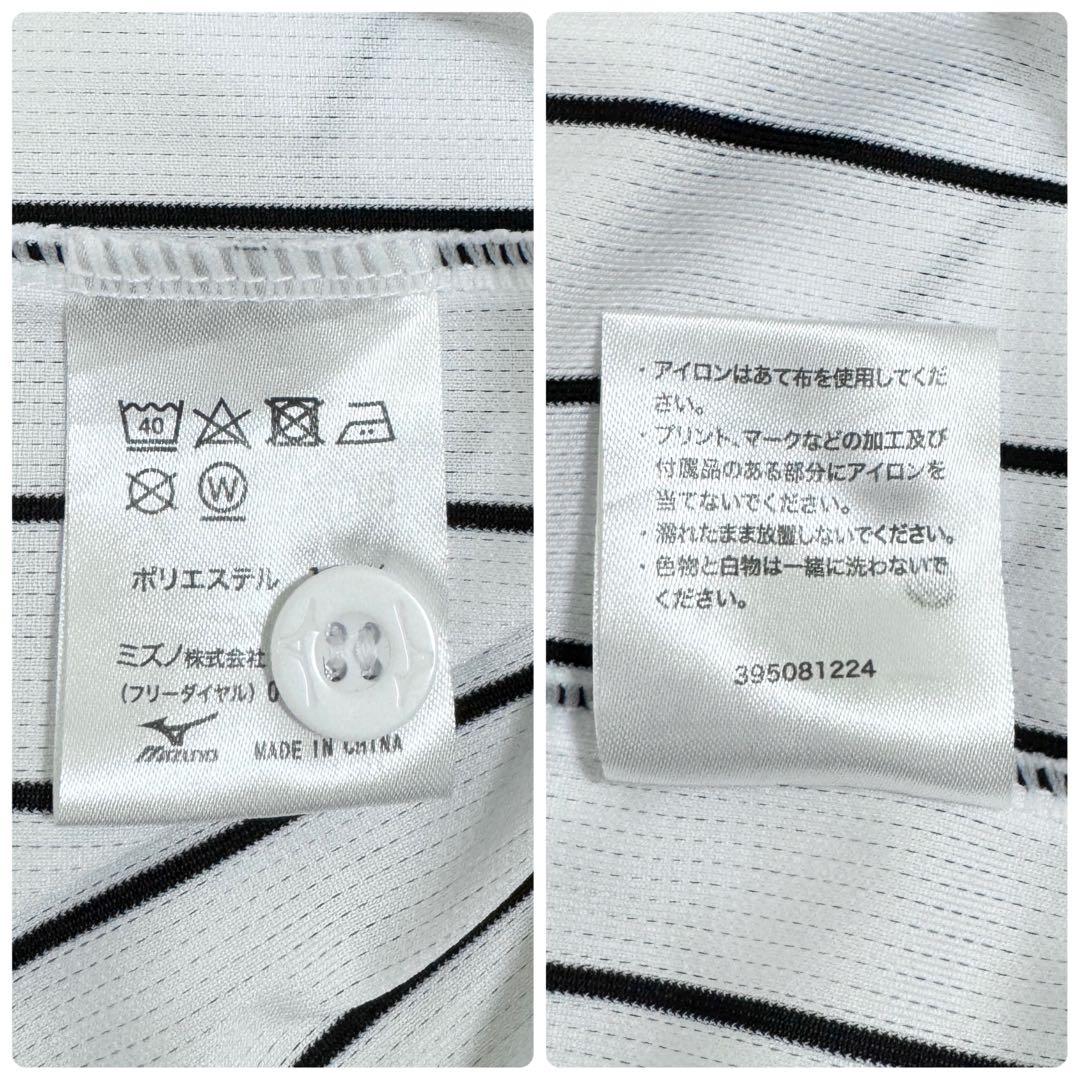 40
W
ポリエステル
ミズノ株式会社
(フリーダイヤル) 0
MIZUNO MADE IN CHINA
・アイロンはあて布を使用してくだ
さい。
・プリント、マークなどの加工及び
付属品のある部分にアイロンを
当てないでください。
・濡れたまま放置しないでください。
・色物と白物は一緒に洗わないで
ください。
395081224